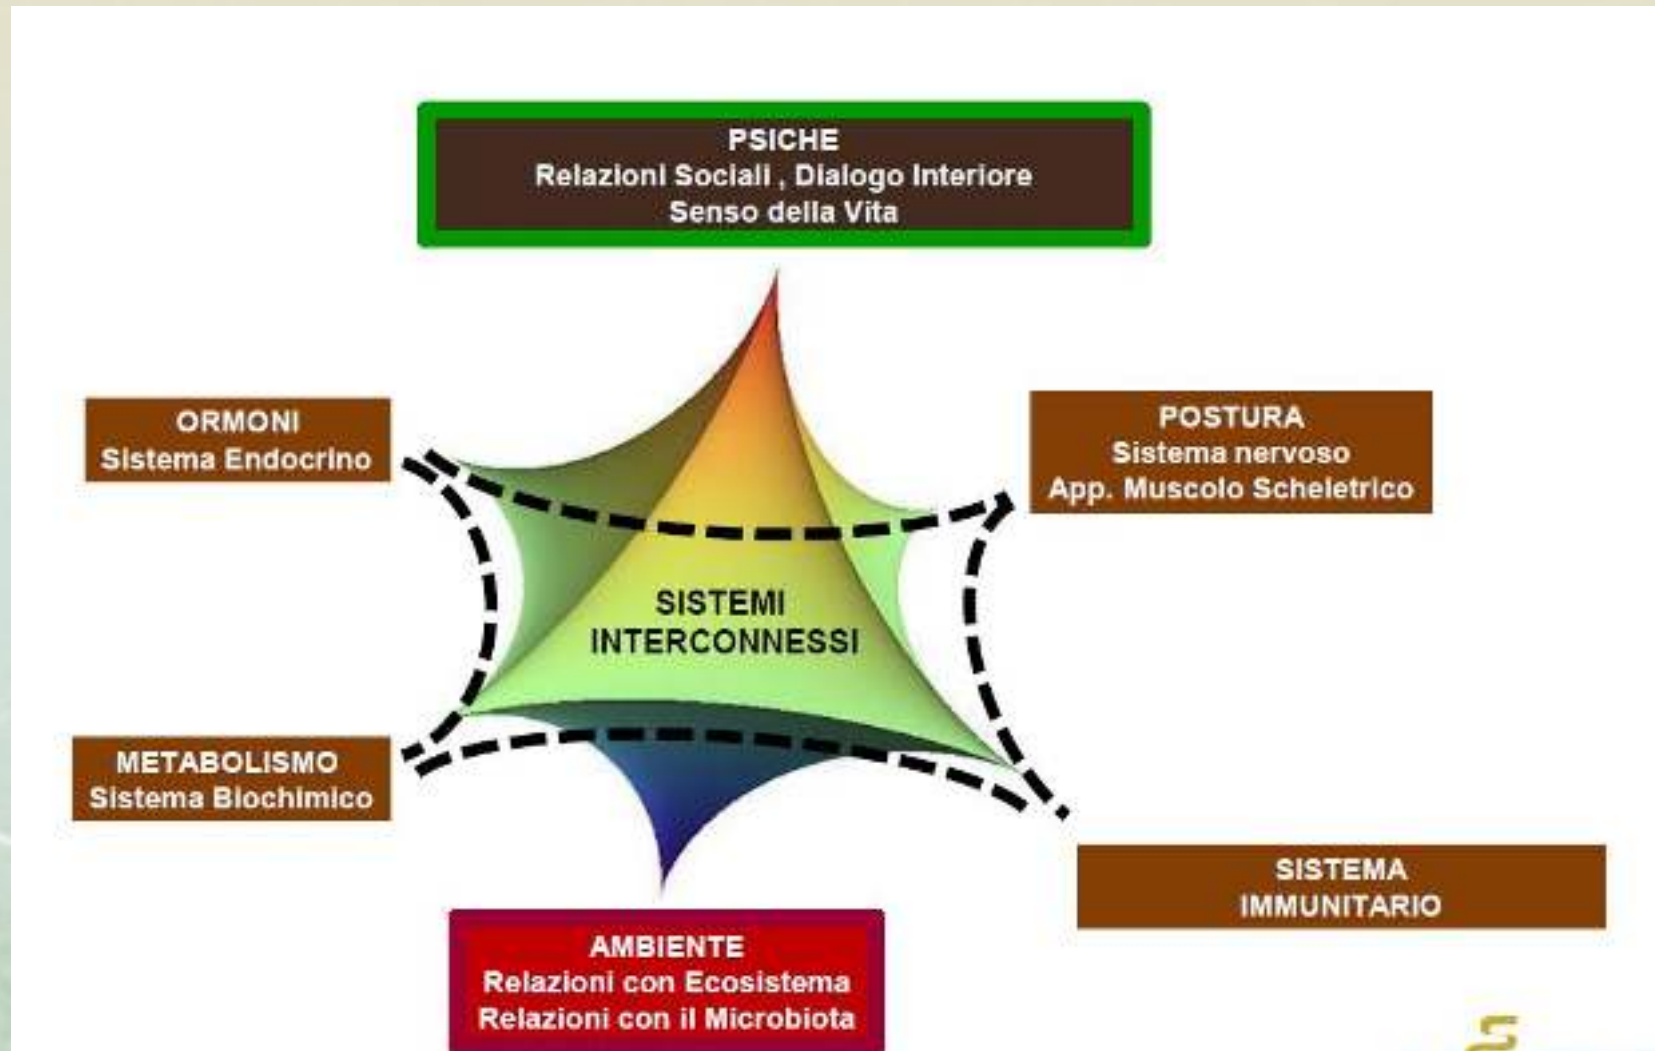 PSICHE
Relazioni Sociali , Dialogo Interiore
Senso della Vita
ORMONI
Sistema Endocrino
POSTURA
Sistema nervoso
App. Muscolo Scheletrico
SISTEMI
INTERCONNESSI
METABOLISMO
Sistema Biochimico
SISTEMA
IMMUNITARIO
AMBIENTE
Relazioni con Ecosistema
Relazioni con il Microbiota